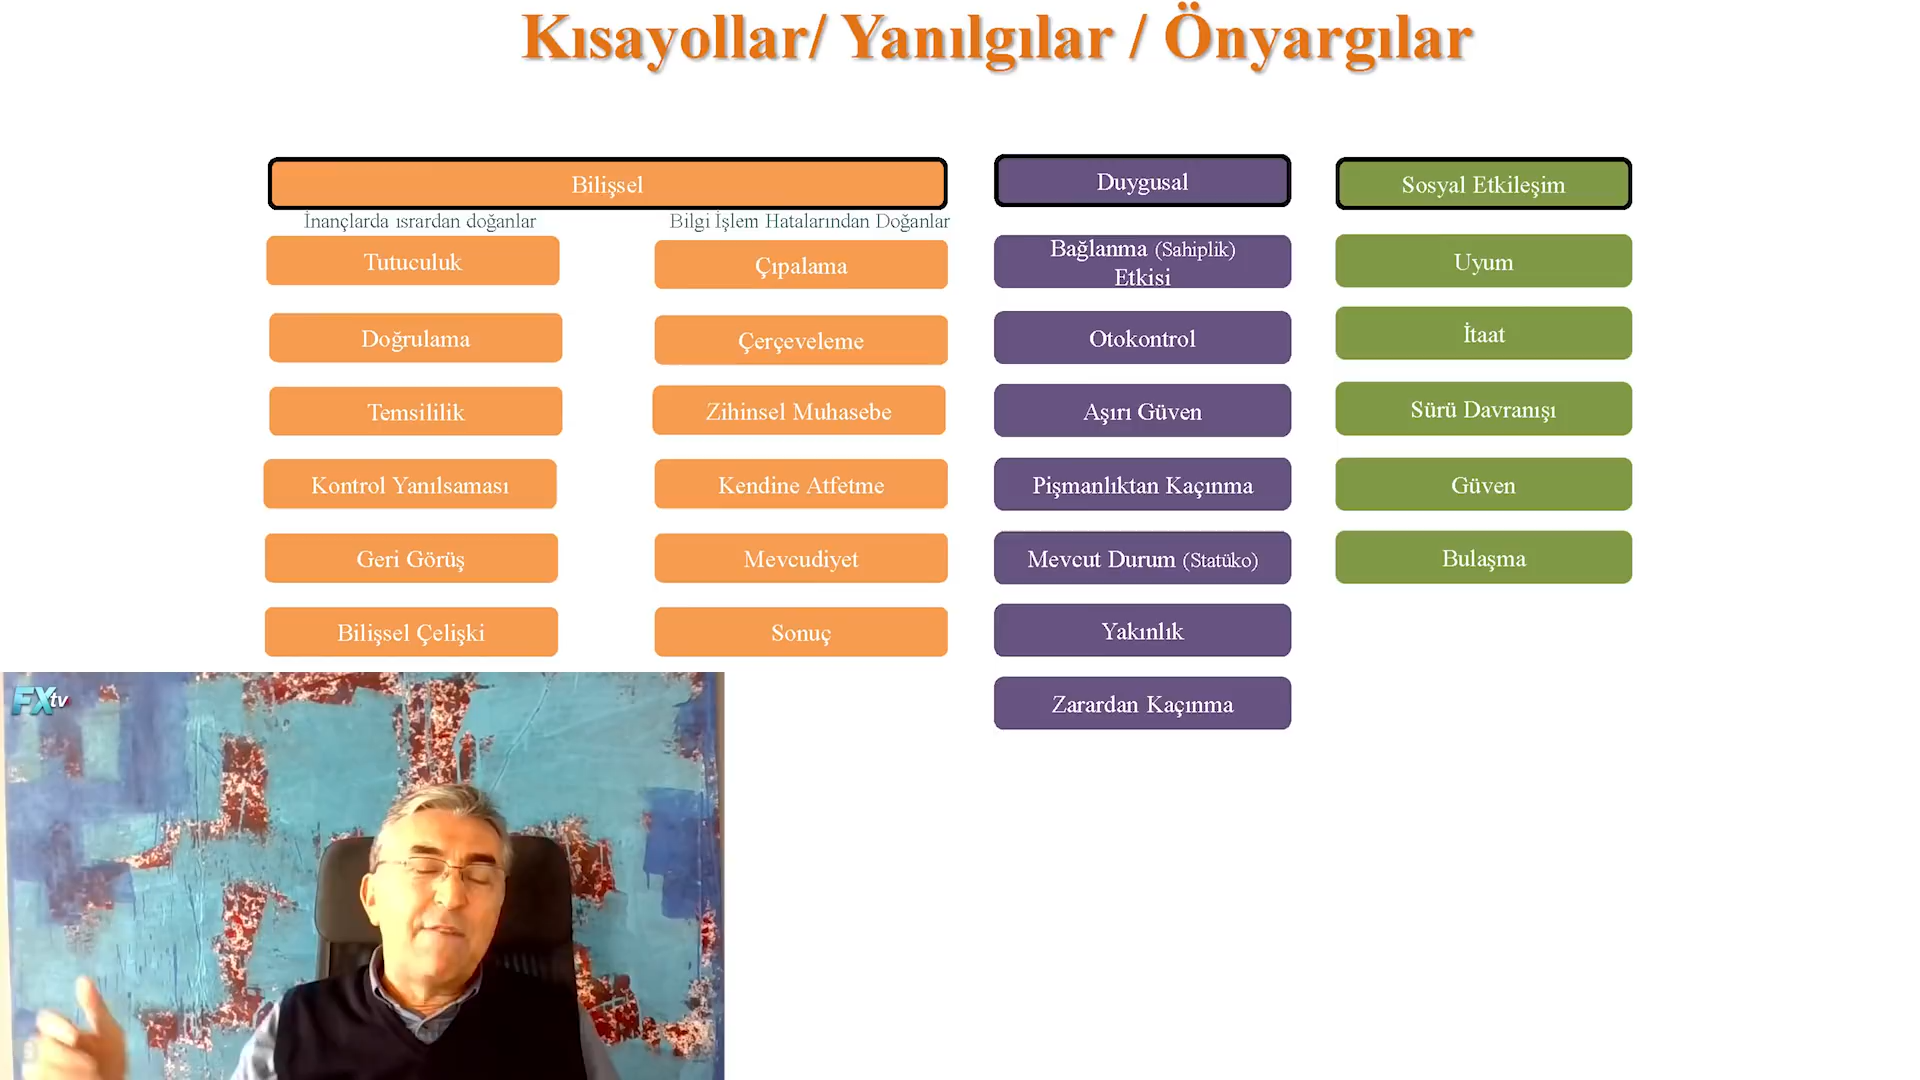 Kısayollar/ Yanılgılar / Önyargılar
Bilişsel
İnançlarda ısrardan doğanlar
Tutuculuk
Doğrulama
Temsililik
Kontrol Yanılsaması
Geri Görüş
Bilişsel Çelişki
Bilgi İşlem Hatalarından Doğanlar
Çıpalama
Çerçeveleme
Zihinsel Muhasebe
Kendine Atfetme
Mevcudiyet
Sonuç
Duygusal
Bağlanma (Sahiplik)
Etkisi
Otokontrol
Aşırı Güven
Pişmanlıktan Kaçınma
Mevcut Durum (Statüko)
Yakınlık
Zarardan Kaçınma
Sosyal Etkileşim
Uyum
İtaat
Sürü Davranışı
Güven
Bulaşma
FXtv